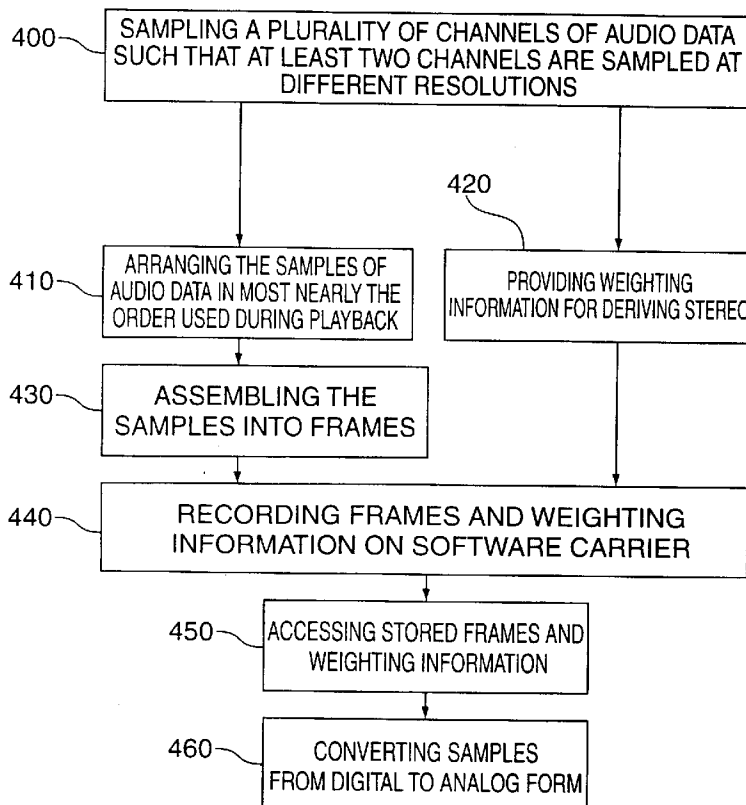 400
SAMPLING A PLURALITY OF CHANNELS OF AUDIO DATA
SUCH THAT AT LEAST TWO CHANNELS ARE SAMPLED AT
DIFFERENT RESOLUTIONS
420
410
ARRANGING THE SAMPLES OF
AUDIO DATA IN MOST NEARLY THE
ORDER USED DURING PLAYBACK
PROVIDING WEIGHTING
INFORMATION FOR DERIVING STEREO
430
ASSEMBLING THE
SAMPLES INTO FRAMES
440
RECORDING FRAMES AND WEIGHTING
INFORMATION ON SOFTWARE CARRIER
450
ACCESSING STORED FRAMES AND
WEIGHTING INFORMATION
460
CONVERTING SAMPLES
FROM DIGITAL TO ANALOG FORM